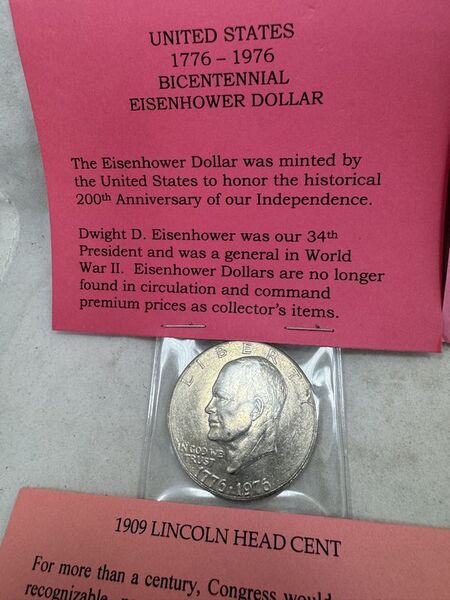 UNITED STATES
1776 – 1976
BICENTENNIAL
EISENHOWER DOLLAR
The Eisenhower Dollar was minted by
the United States to honor the historical
200th Anniversary of our Independence.
Dwight D. Eisenhower was our 34th
President and was a general in World
War II. Eisenhower Dollars are no longer
found in circulation and command
premium prices as collector's items.
LIBERTY
IN GOD WE
TRUST
1776·1976
1909 LINCOLN HEAD CENT
For more than a century, Congress would
recognizable